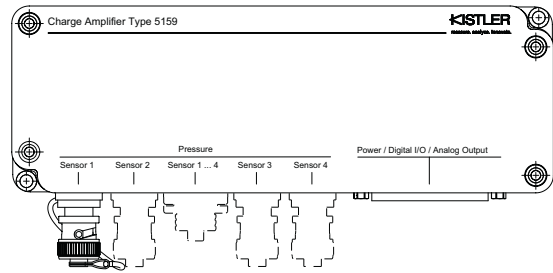 Charge Amplifier Type 5159
KISTLER
measure. analyze. innovate.
Pressure
Sensor 1 Sensor 2 Sensor 1 ... 4 Sensor 3 Sensor 4
Power / Digital I/O / Analog Output